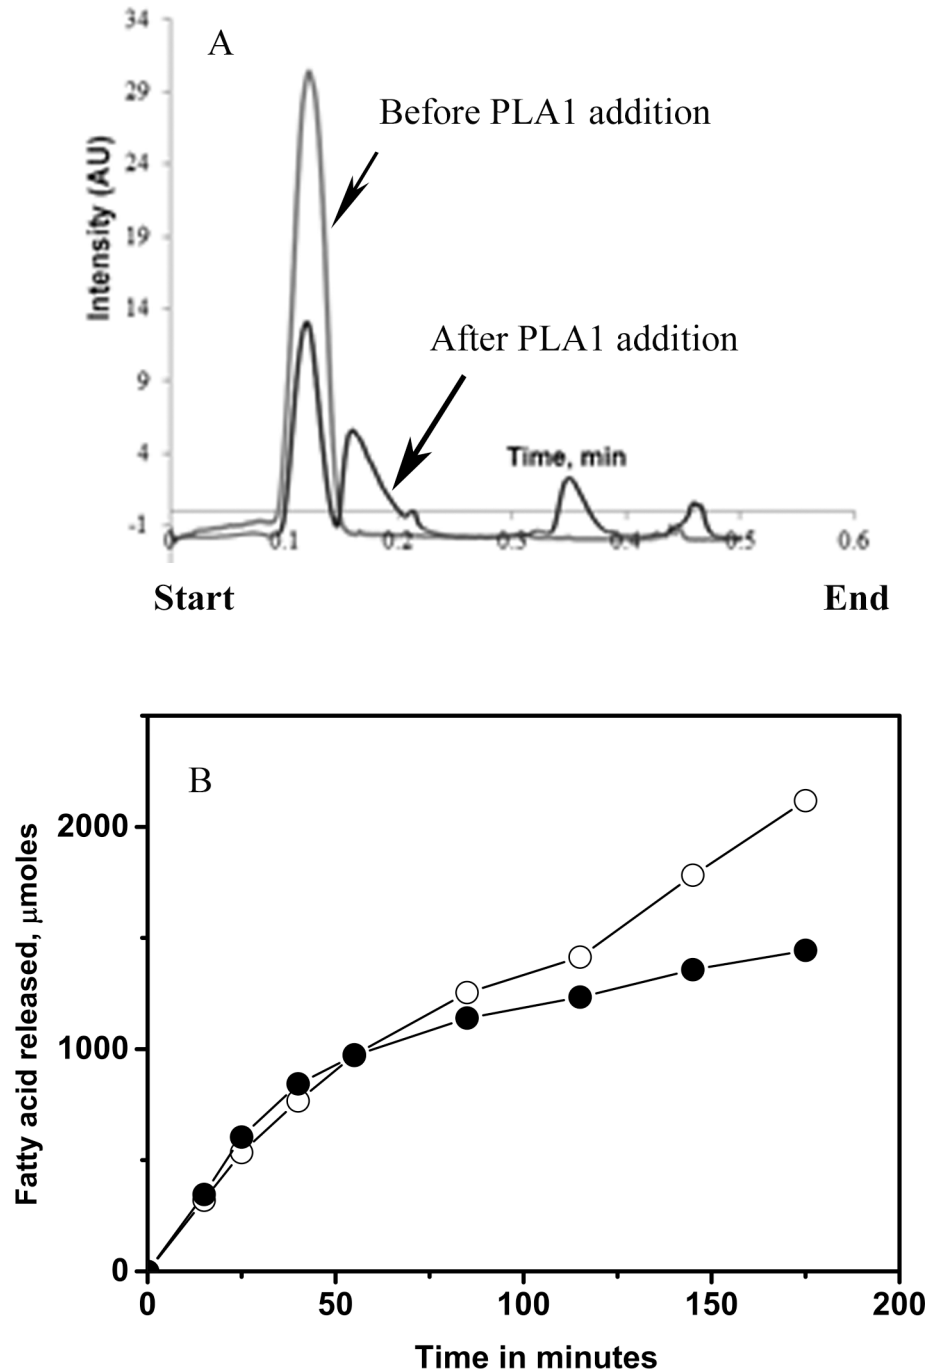 34
A
29
Before PLA1 addition
24
Intensity (AU)
19
14
After PLA1 addition
9
4
Time, min
-1
0 0.1 0.2 0.3 0.4 0.5 0.6
Start End
B
2000
Fatty acid released, μmoles
1000
0
0 50 100 150 200
Time in minutes